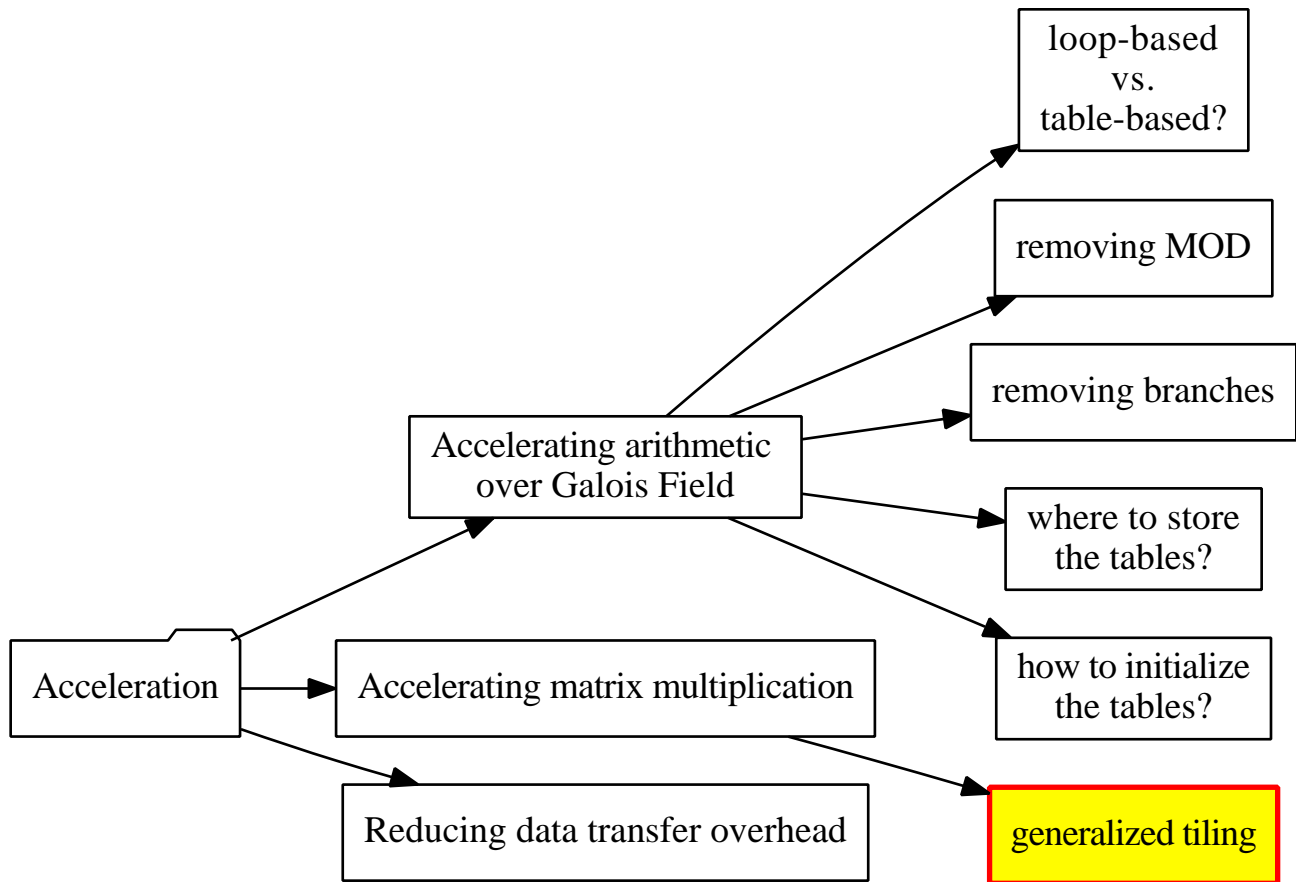 loop-based
vs.
table-based?
removing MOD
removing branches
Accelerating arithmetic
over Galois Field
where to store
the tables?
how to initialize
the tables?
Acceleration
Accelerating matrix multiplication
Reducing data transfer overhead
generalized tiling